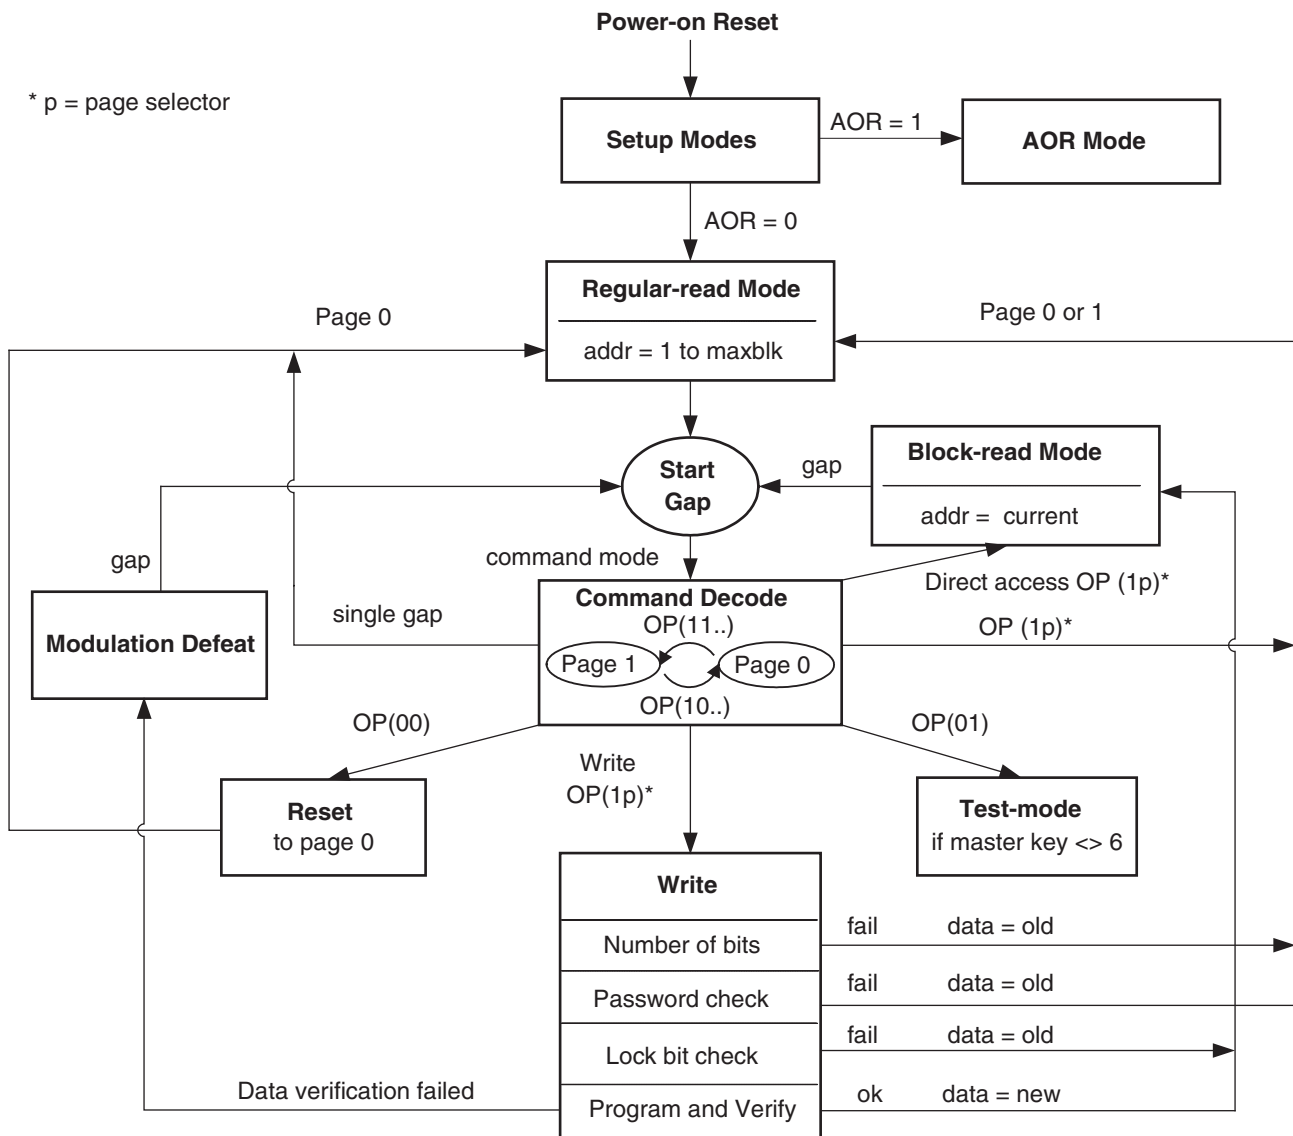 Power-on Reset
* p = page selector
Setup Modes
AOR = 1
AOR Mode
AOR = 0
Regular-read Mode
addr = 1 to maxblk
Page 0
Page 0 or 1
Start
Gap
gap
Block-read Mode
addr =  current
gap
command mode
Direct access OP (1p)*
Modulation Defeat
single gap
Command Decode
OP(11..)
Page 1
Page 0
OP(10..)
OP (1p)*
OP(00)
Write
OP(1p)*
OP(01)
Reset
to page 0
Test-mode
if master key <> 6
Write
Number of bits
fail
data = old
Password check
fail
data = old
Lock bit check
fail
data = old
Data verification failed
Program and Verify
ok
data = new